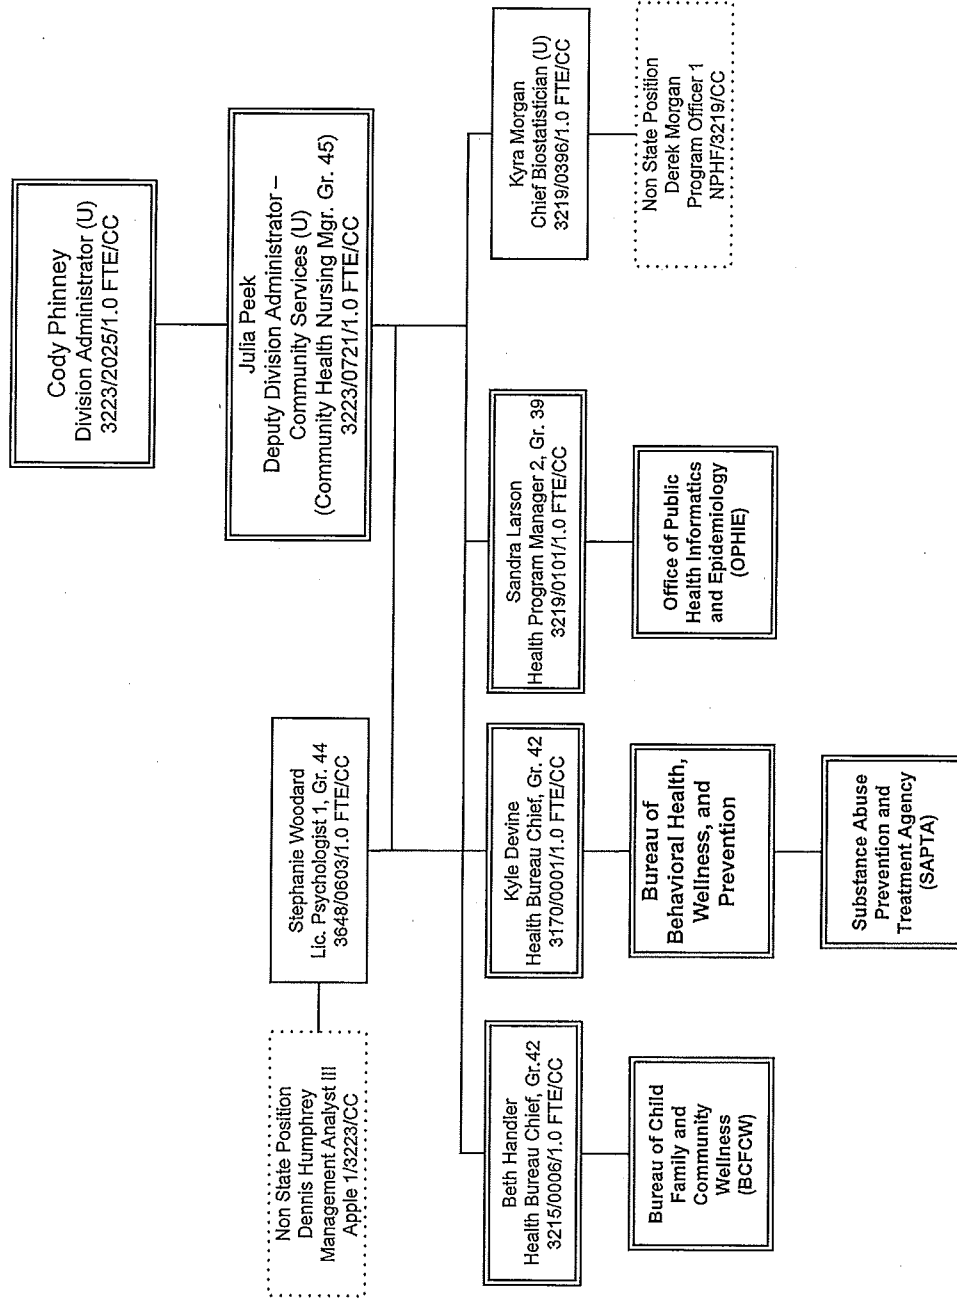 Cody Phinney
Division Administrator (U)
3223/2025/1.0 FTE/CC
Julia Peek
Deputy Division Administrator –
Community Services (U)
(Community Health Nursing Mgr. Gr. 45)
3223/0721/1.0 FTE/CC
Non State Position
Dennis Humphrey
Management Analyst III
Apple 1/3223/CC
Stephanie Woodard
Lic. Psychologist 1, Gr. 44
3648/0603/1.0 FTE/CC
Beth Handler
Health Bureau Chief, Gr.42
3215/0006/1.0 FTE/CC
Kyle Devine
Health Bureau Chief, Gr. 42
3170/0001/1.0 FTE/CC
Sandra Larson
Health Program Manager 2, Gr. 39
3219/0101/1.0 FTE/CC
Kyra Morgan
Chief Biostatistician (U)
3219/0396/1.0 FTE/CC
Bureau of Child
Family and
Community
Wellness
(BCFCW)
Bureau of
Behavioral Health,
Wellness, and
Prevention
Office of Public
Health Informatics
and Epidemiology
(OPHIE)
Non State Position
Derek Morgan
Program Officer 1
NPHF/3219/CC
Substance Abuse
Prevention and
Treatment Agency
(SAPTA)